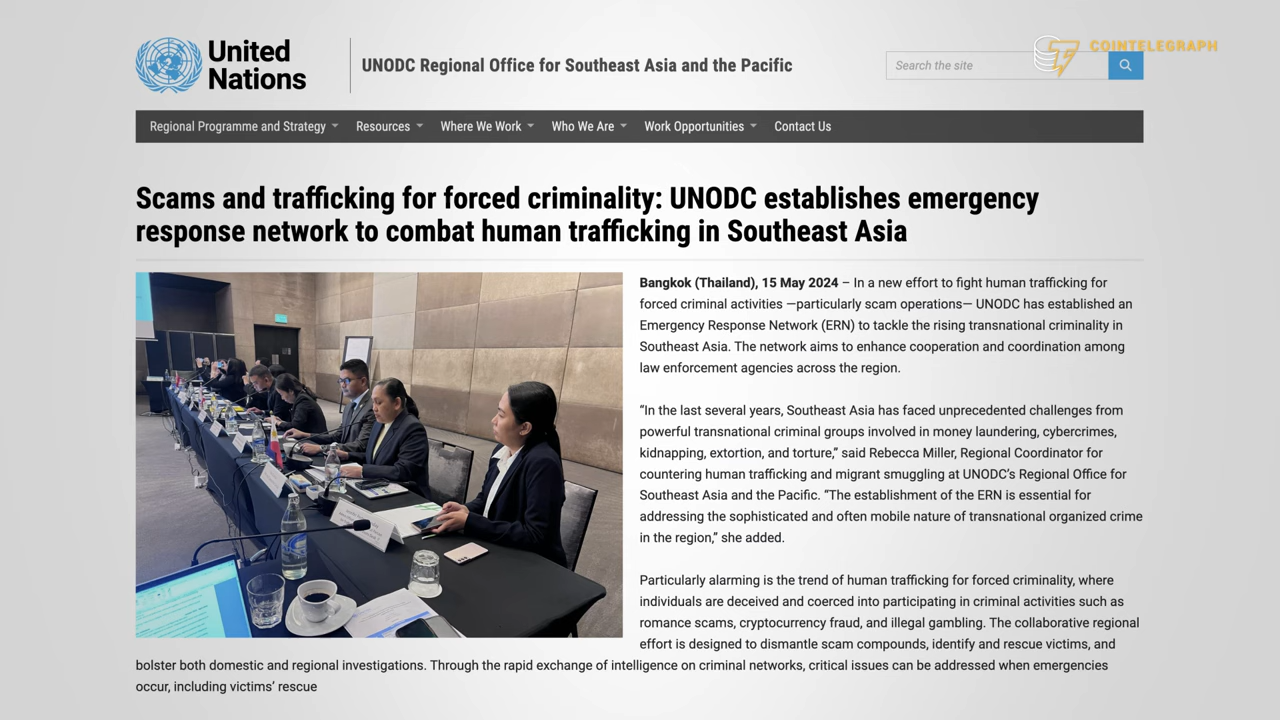 United
Nations
UNODC Regional Office for Southeast Asia and the Pacific
Search the site
COINTELEGRAPH
Regional Programme and Strategy Resources Where We Work Who We Are Work Opportunities Contact Us
Scams and trafficking for forced criminality: UNODC establishes emergency
response network to combat human trafficking in Southeast Asia
Bangkok (Thailand), 15 May 2024 – In a new effort to fight human trafficking for
forced criminal activities —particularly scam operations— UNODC has established an
Emergency Response Network (ERN) to tackle the rising transnational criminality in
Southeast Asia. The network aims to enhance cooperation and coordination among
law enforcement agencies across the region.
“In the last several years, Southeast Asia has faced unprecedented challenges from
powerful transnational criminal groups involved in money laundering, cybercrimes,
kidnapping, extortion, and torture,” said Rebecca Miller, Regional Coordinator for
countering human trafficking and migrant smuggling at UNODC’s Regional Office for
Southeast Asia and the Pacific. “The establishment of the ERN is essential for
addressing the sophisticated and often mobile nature of transnational organized crime
in the region,” she added.
Particularly alarming is the trend of human trafficking for forced criminality, where
individuals are deceived and coerced into participating in criminal activities such as
romance scams, cryptocurrency fraud, and illegal gambling. The collaborative regional
effort is designed to dismantle scam compounds, identify and rescue victims, and
bolster both domestic and regional investigations. Through the rapid exchange of intelligence on criminal networks, critical issues can be addressed when emergencies
occur, including victims’ rescue